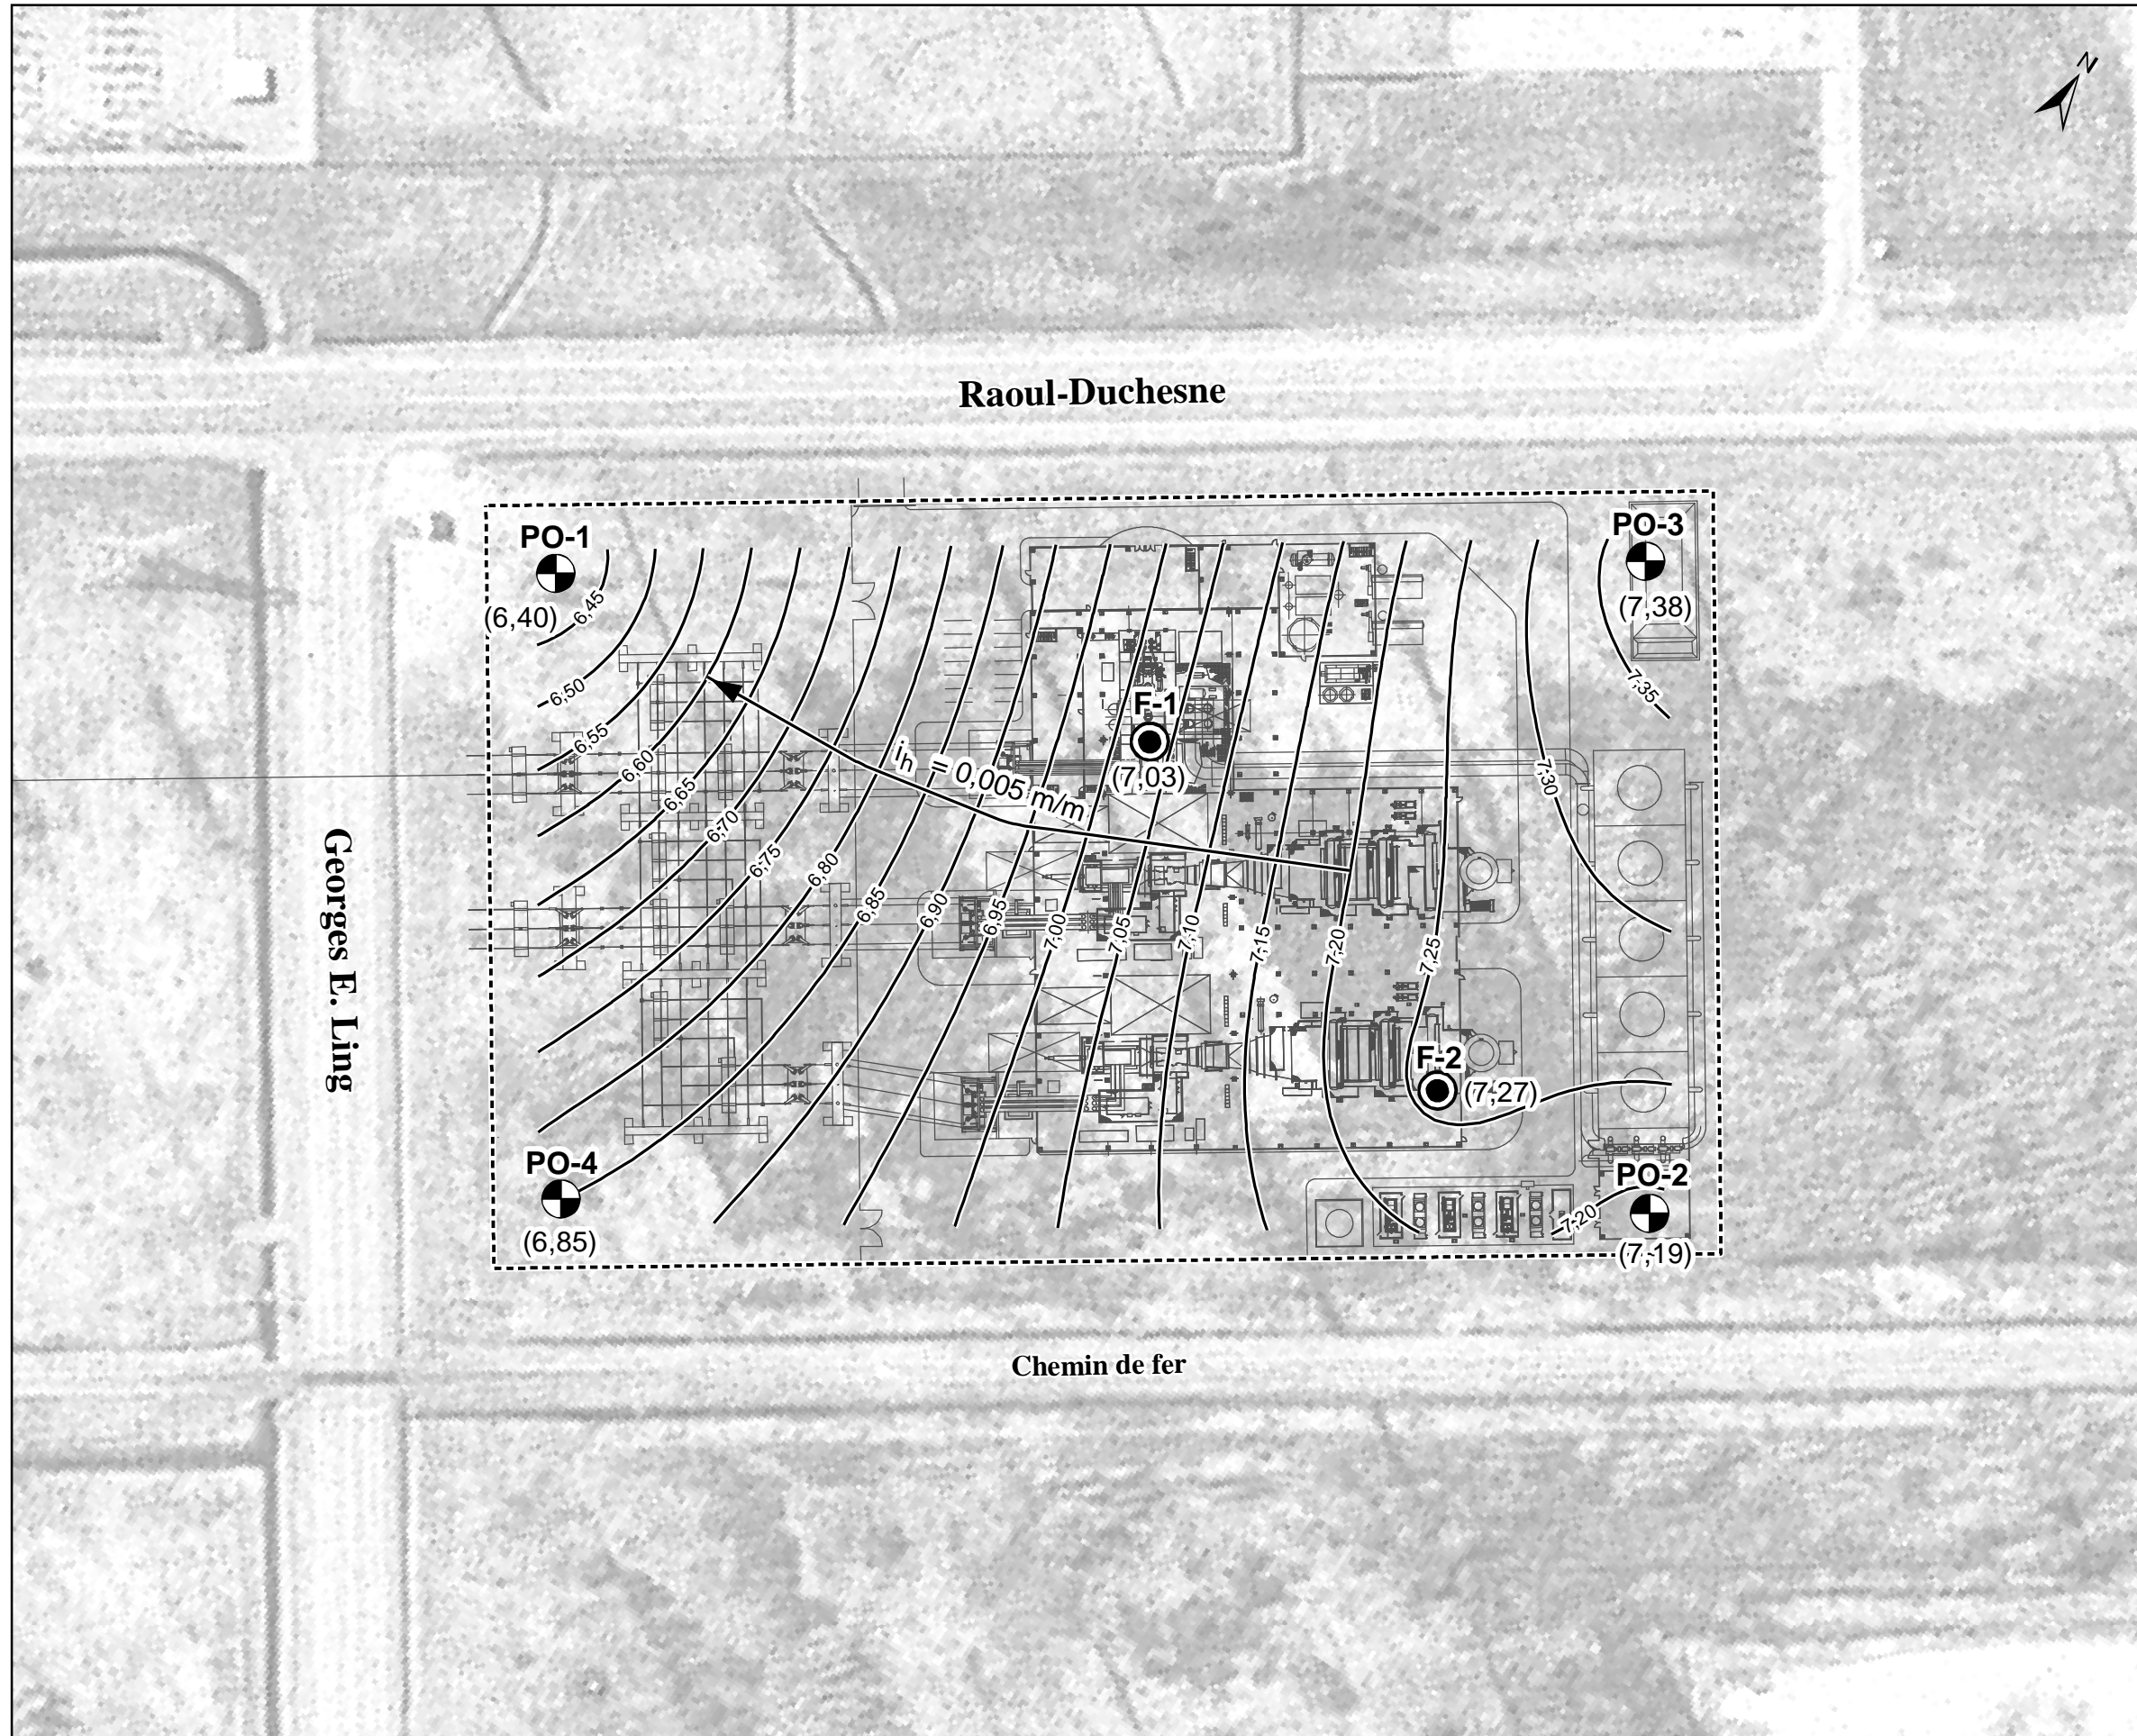 N
Raoul-Duchesne
PO-1
(6,40)
PO-3
(7,38)
6,45
6,50
6,55
6,60
6,65
6,70
6,75
6,80
6,85
6,90
6,95
7,00
7,05
7,10
7,15
7,20
7,25
7,30
7,35
F-1
(7,03)
ih = 0,005 m/m
Georges E. Ling
F-2
(7,27)
PO-4
(6,85)
PO-2
7,20
(7,19)
Chemin de fer